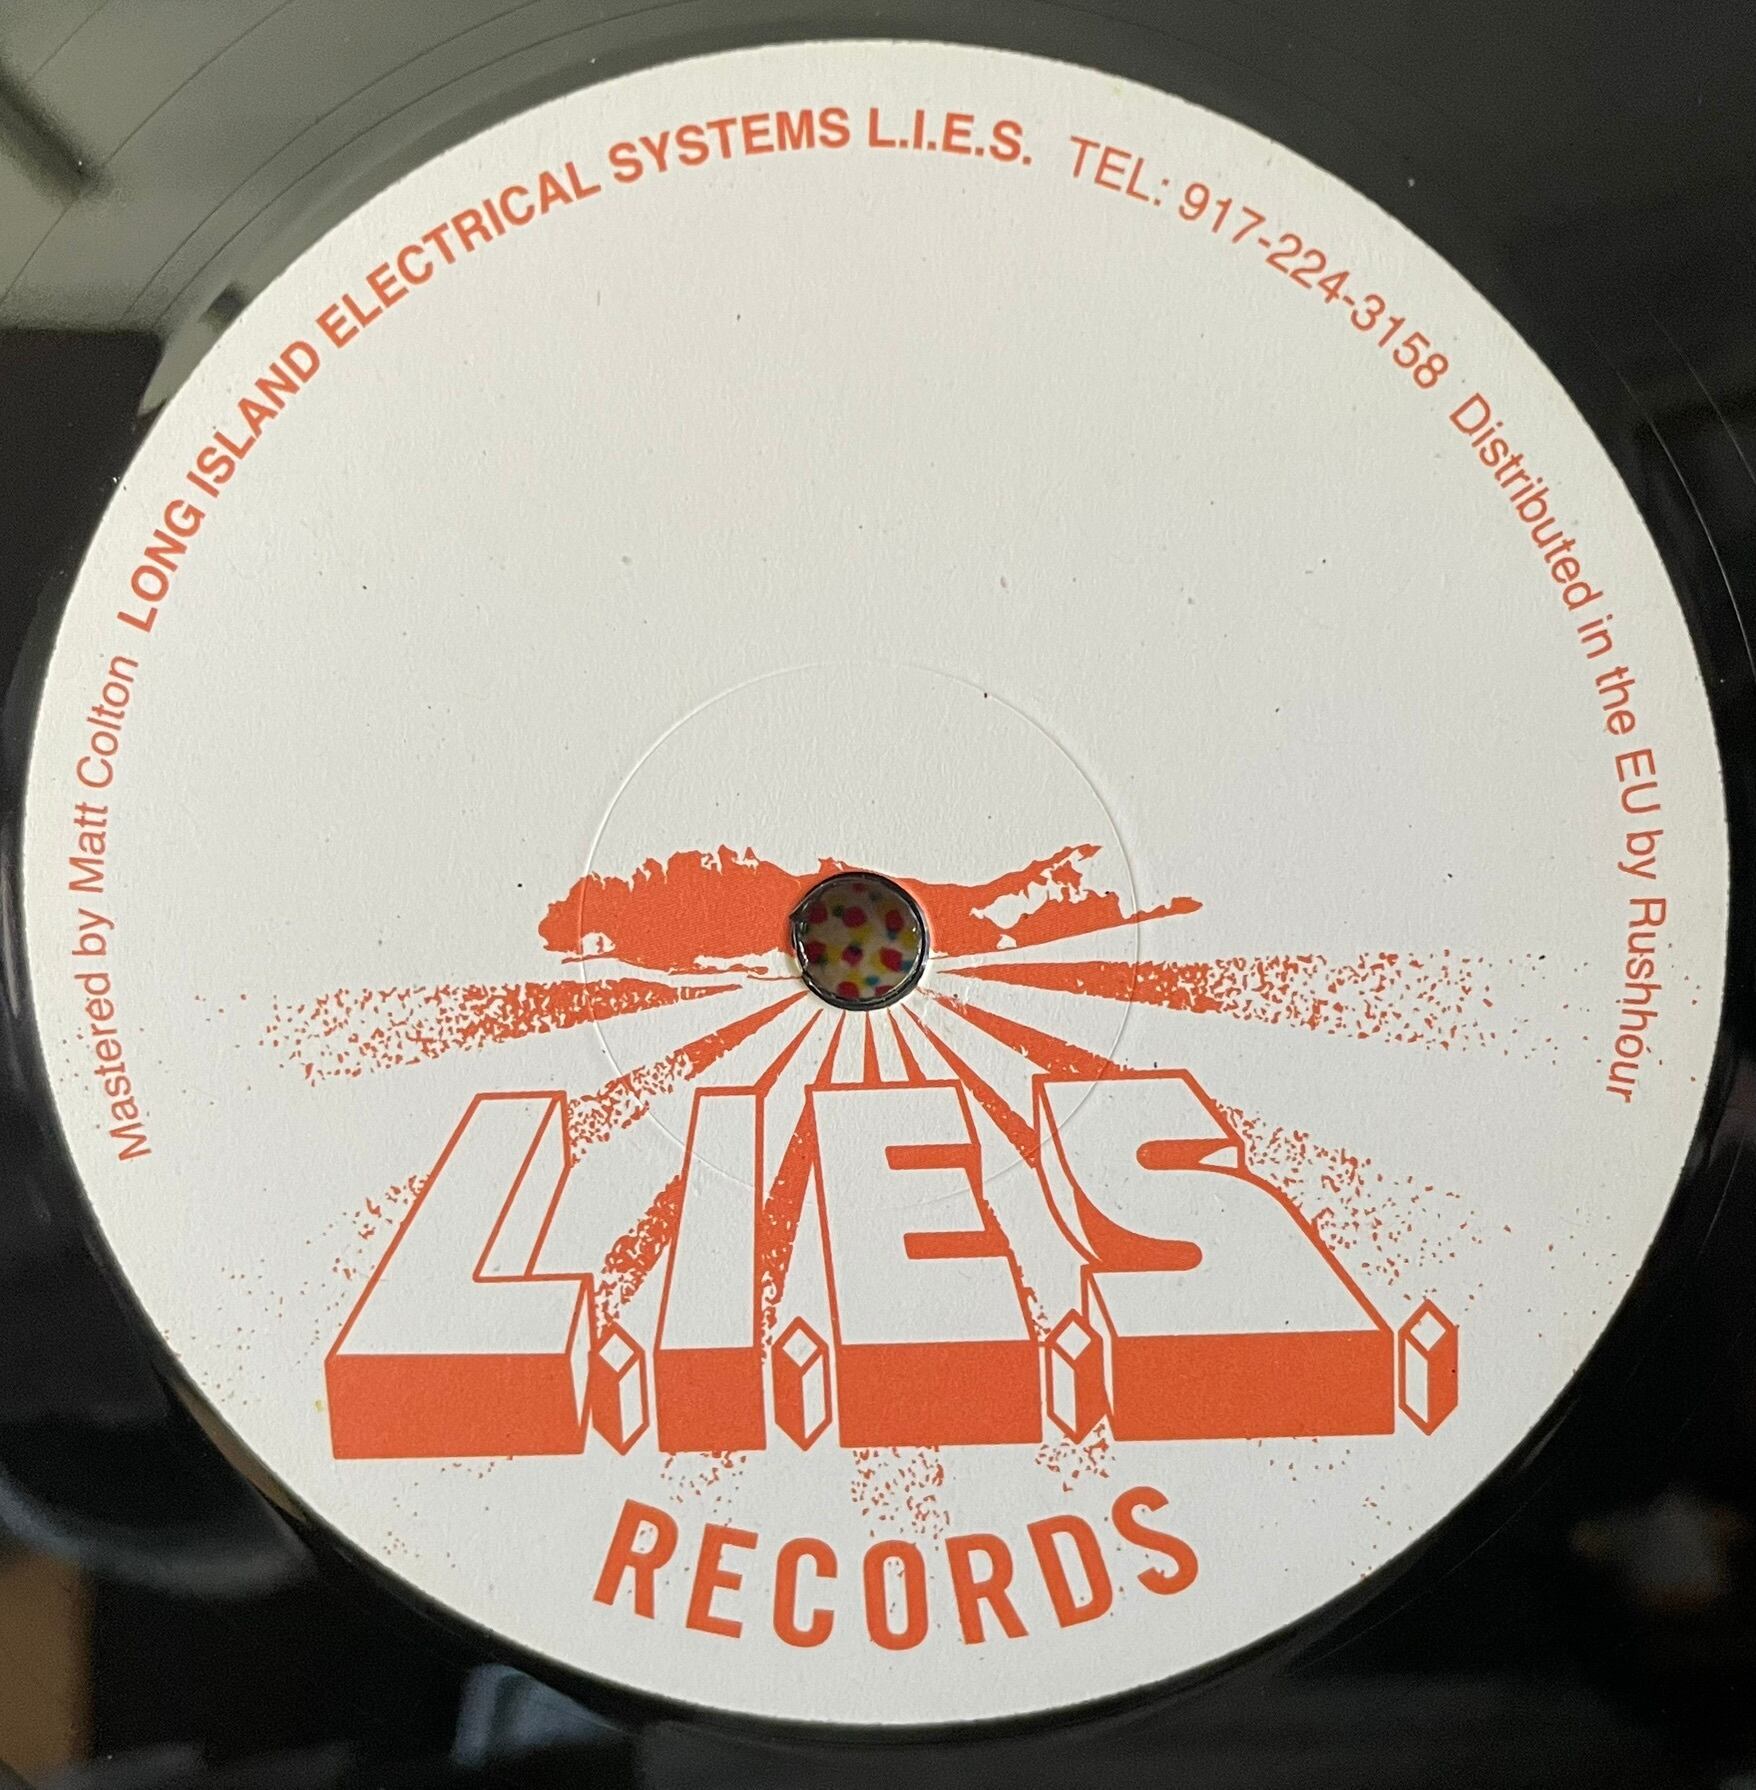 Mastered by Matt Colton LONG ISLAND ELECTRICAL SYSTEMS L.I.E.S. TEL: 917-224-3158 Distributed in the EU by Rushhour
L.I.E.S.
RECORDS